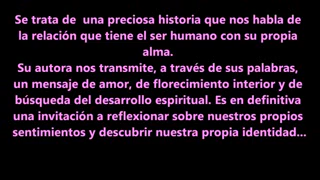 Se trata de  una preciosa historia que nos habla de
la relación que tiene el ser humano con su propia
alma.
Su autora nos transmite, a través de sus palabras,
un mensaje de amor, de florecimiento interior y de
búsqueda del desarrollo espiritual. Es en definitiva
una invitación a reflexionar sobre nuestros propios
sentimientos y descubrir nuestra propia identidad...